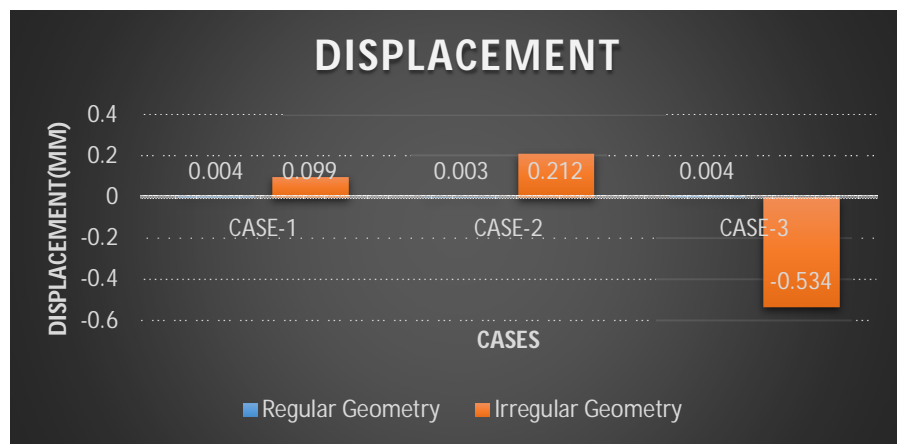 DISPLACEMENT
DISPLACEMENT(MM)
0.4
0.2
0
-0.2
-0.4
-0.6
0.004 0.099 0.003 0.212 0.004
CASE-1 CASE-2 CASE-3
-0.534
CASES
Regular Geometry Irregular Geometry